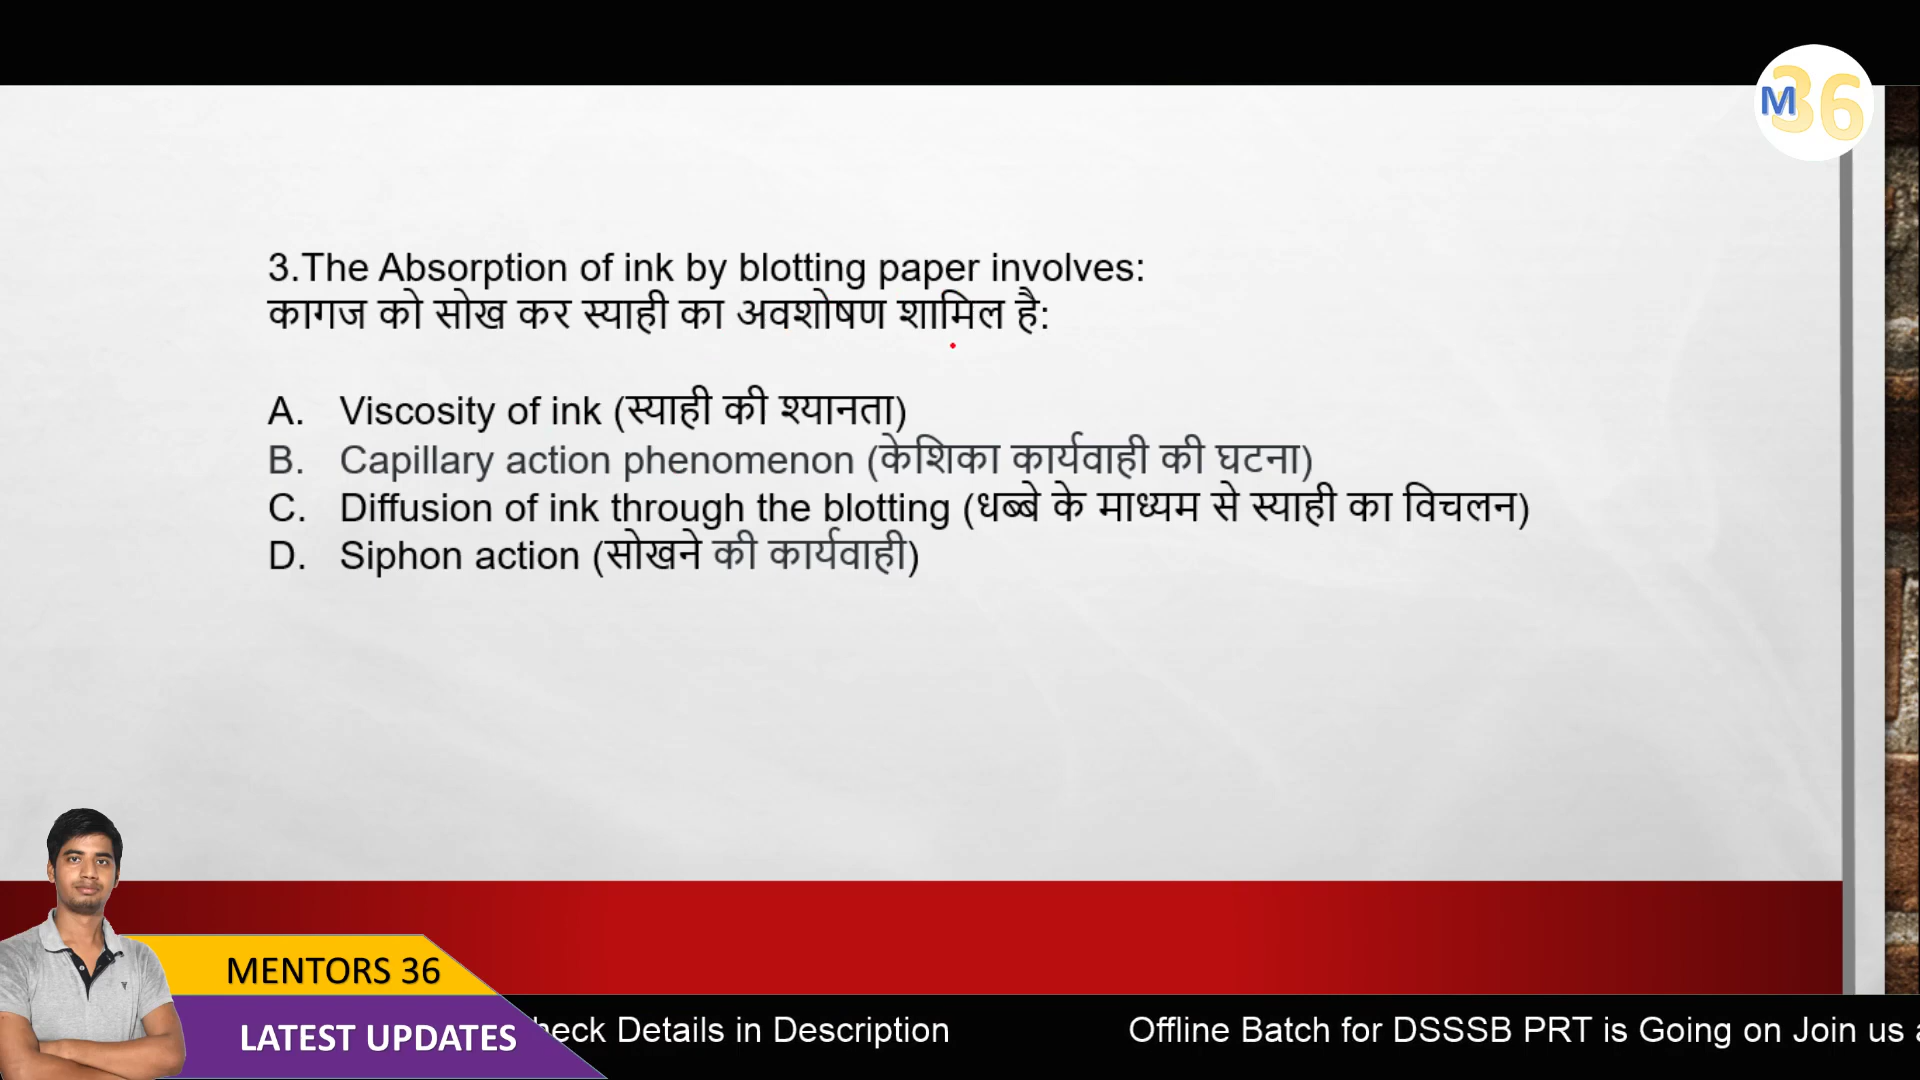 M36
3.The Absorption of ink by blotting paper involves:
कागज को सोख कर स्याही का अवशोषण शामिल है:
A. Viscosity of ink (स्याही की श्यानता)
B. Capillary action phenomenon (केशिका कार्यवाही की घटना)
C. Diffusion of ink through the blotting (धब्बे के माध्यम से स्याही का विचलन)
D. Siphon action (सोखने की कार्यवाही)
MENTORS 36
LATEST UPDATES
heck Details in Description Offline Batch for DSSSB PRT is Going on Join us a